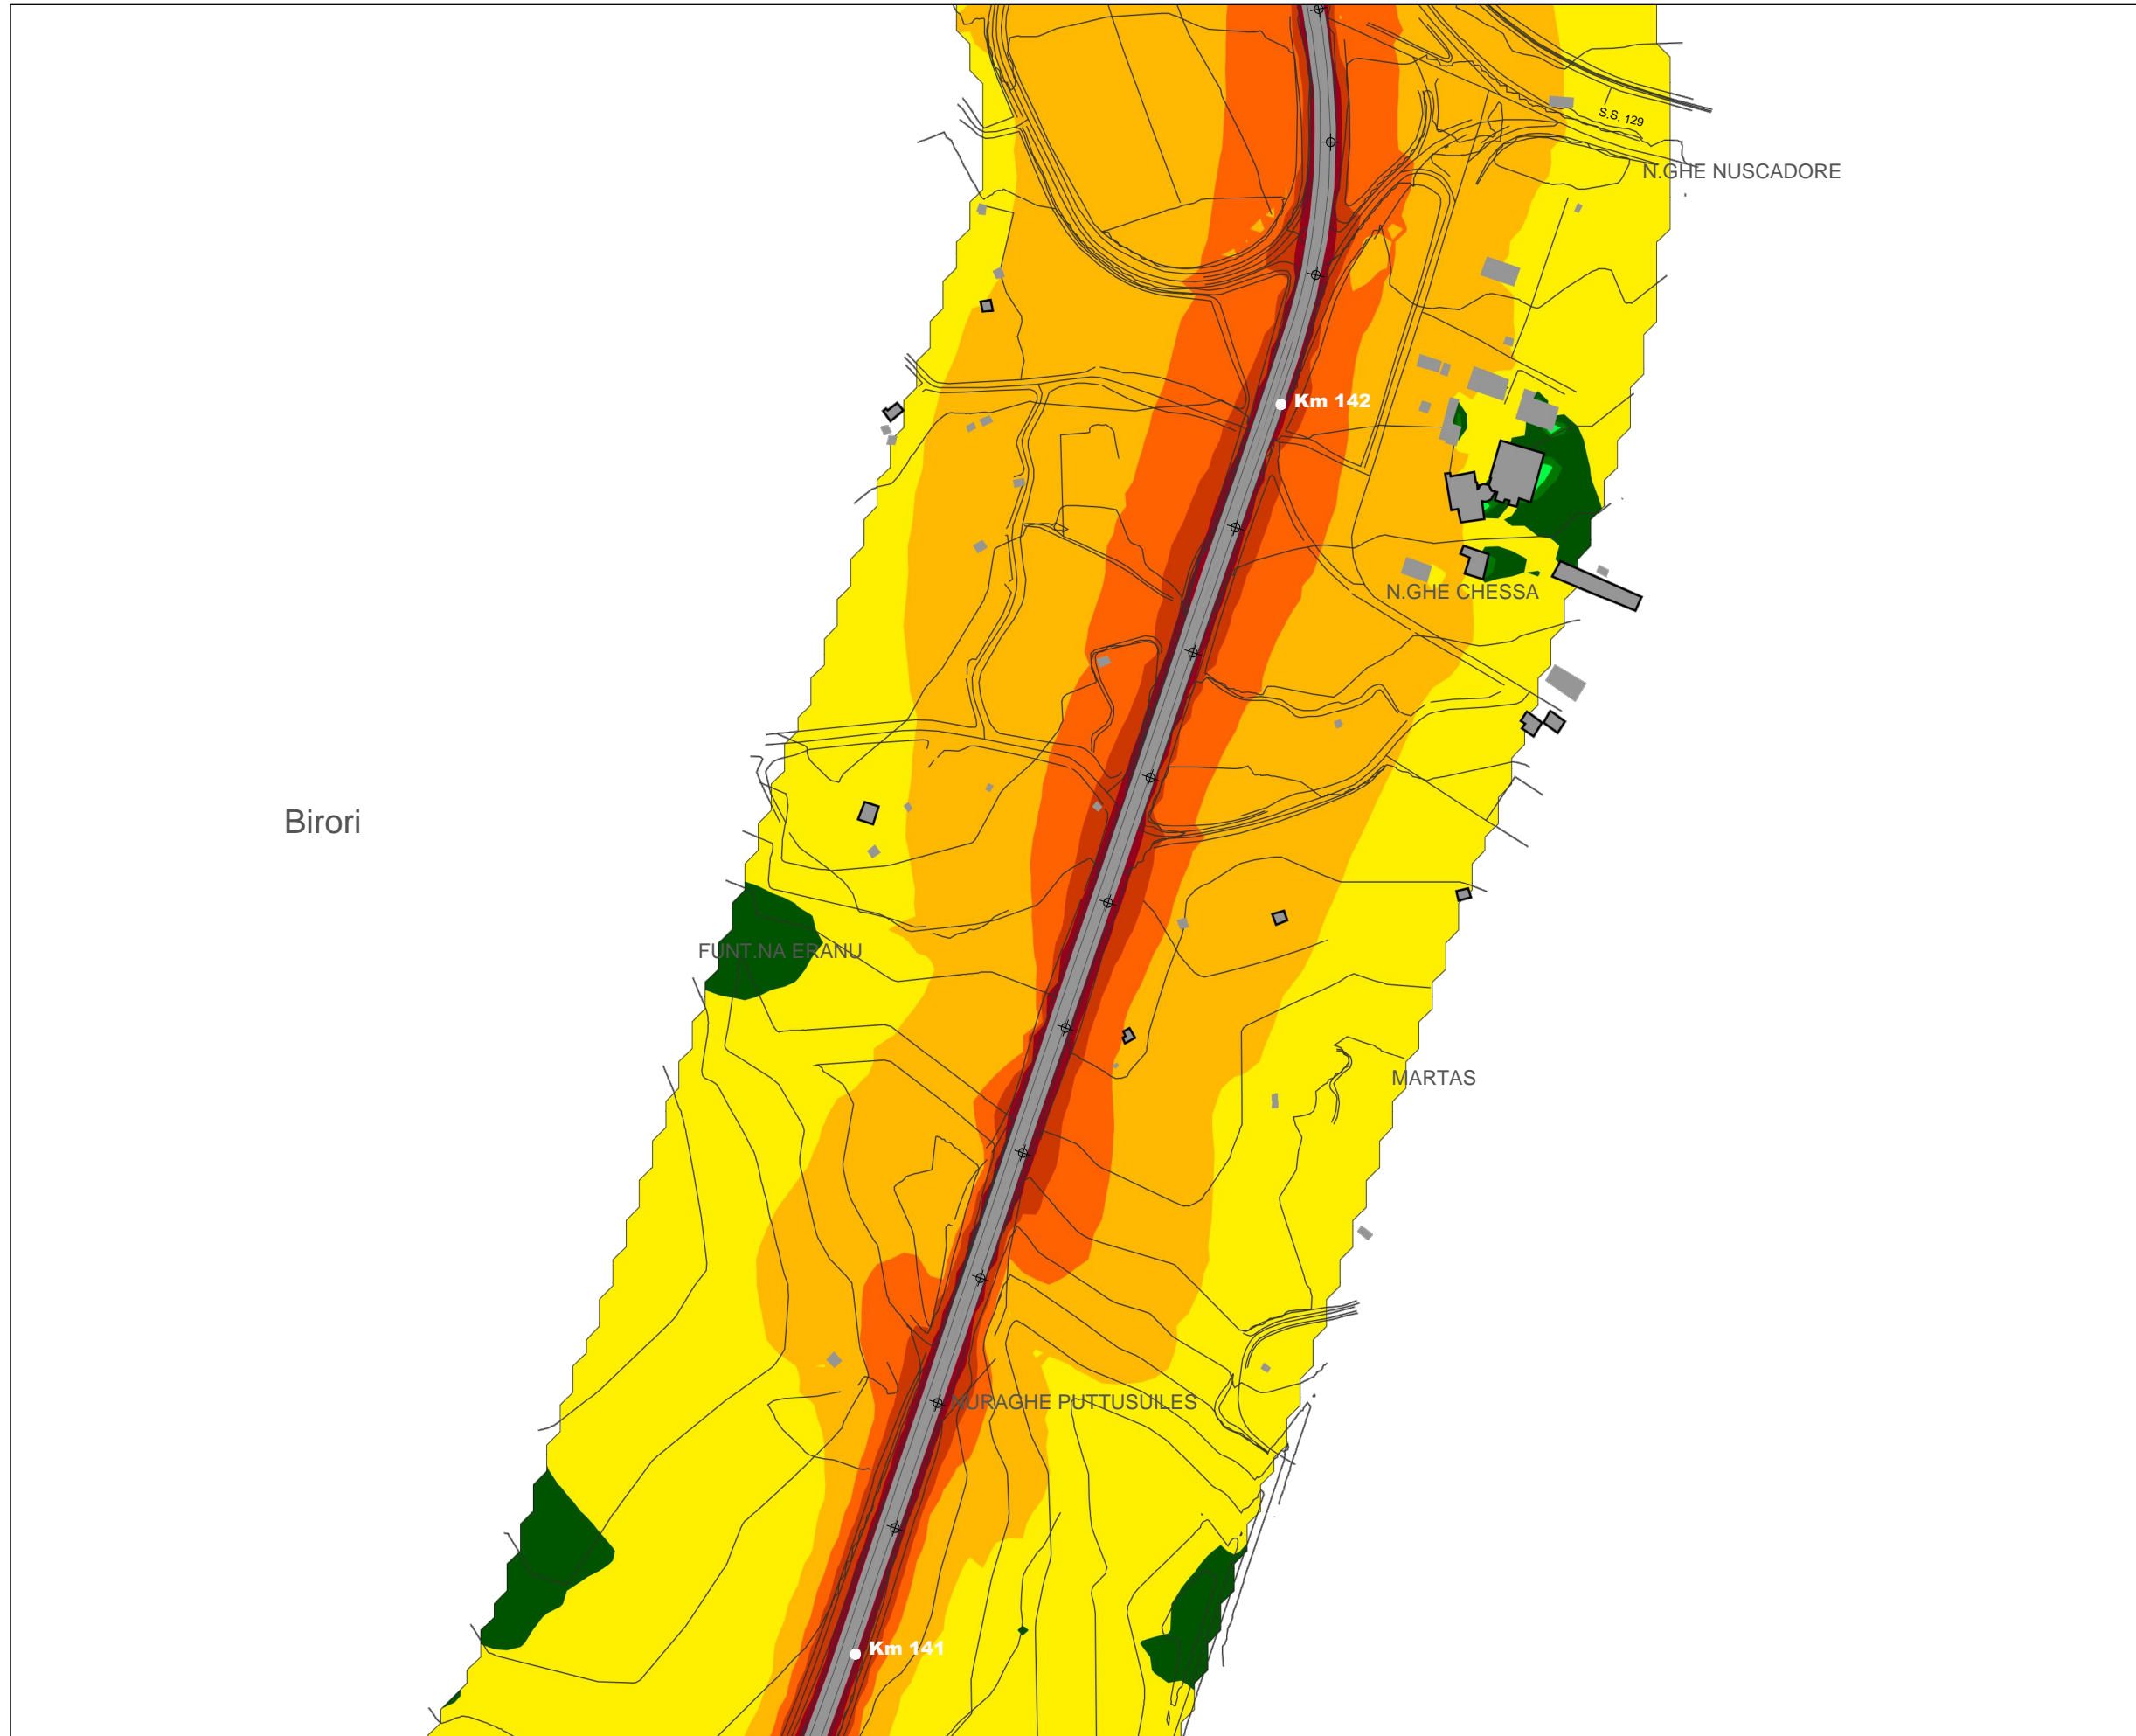 S.S. 129
N.GHE NUSCADORE
Km 142
N.GHE CHESSA
Birori
FUNT.NA ERANU
MARTAS
NURAGHE PUTTUSUILES
Km 141